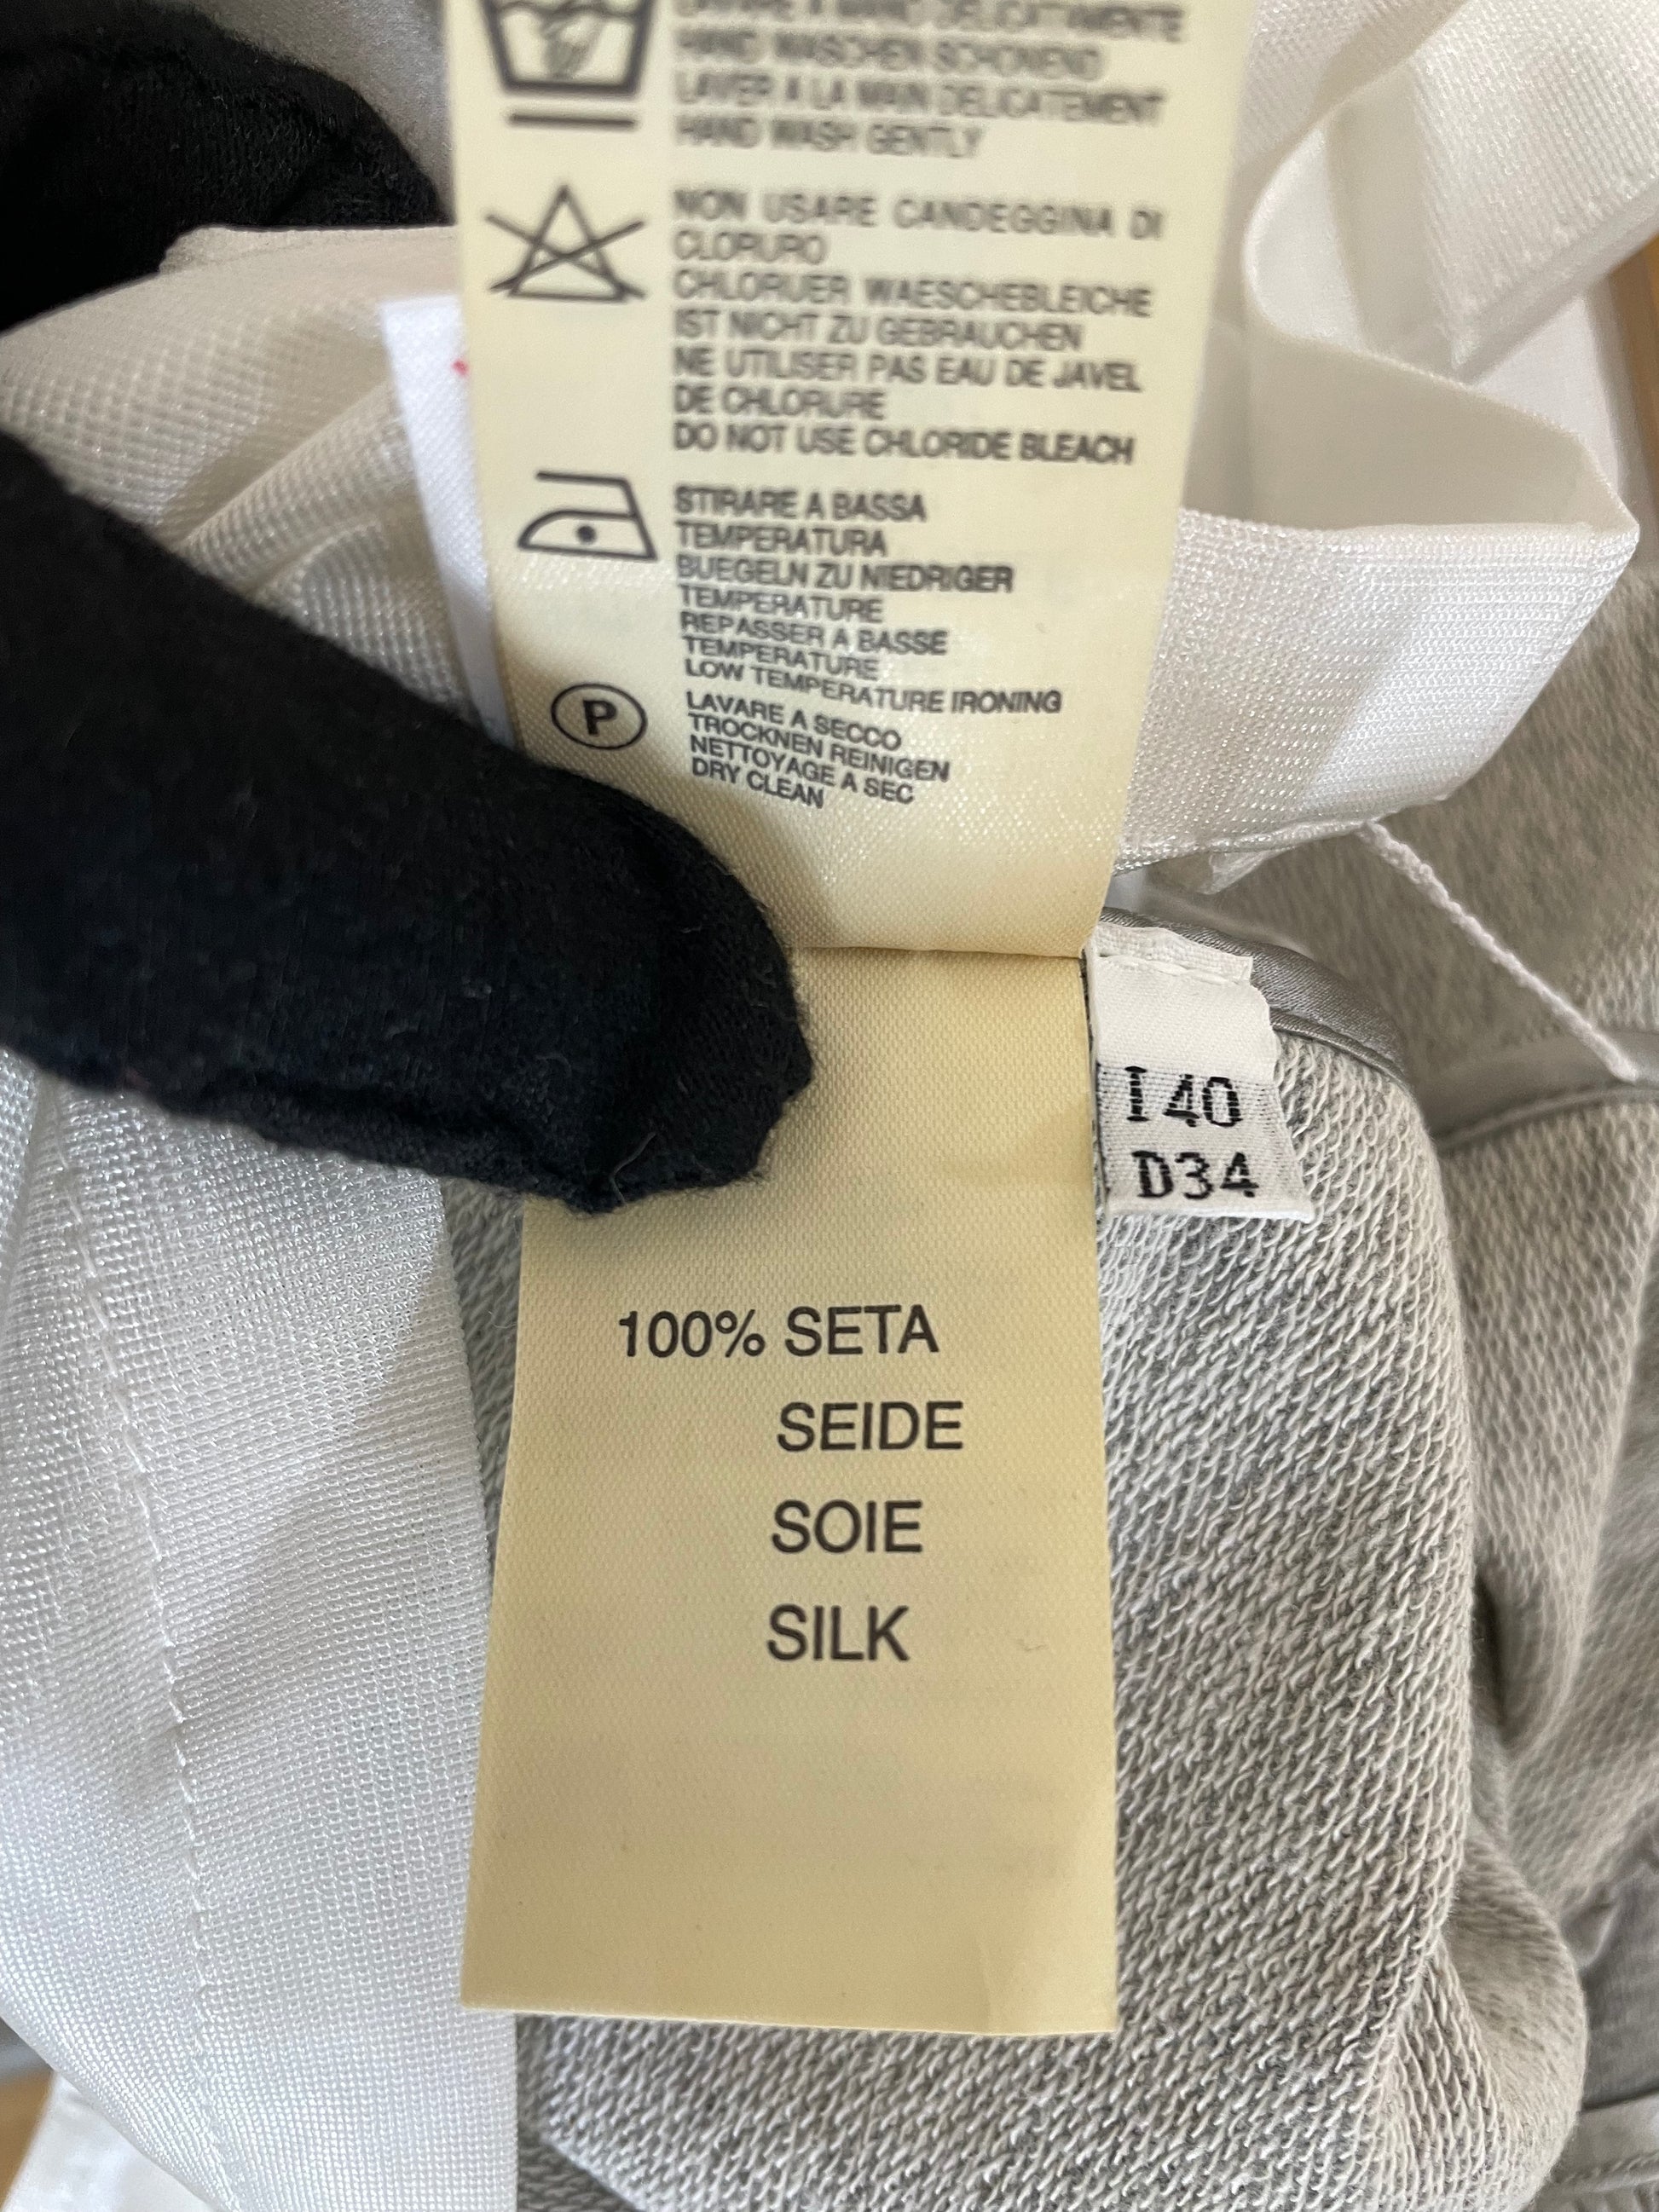 LAVARE A MANO DELICATAMENTE
HAND WASCHEN SCHONEND
LAVER A LA MAIN DELICATEMENT
HAND WASH GENTLY
NON USARE CANDEGGINA DI
CLORURO
CHLORUER WAESCHEBLEICHE
IST NICHT ZU GEBRAUCHEN
NE UTILISER PAS EAU DE JAVEL
DE CHLORURE
DO NOT USE CHLORIDE BLEACH
STIRARE A BASSA
TEMPERATURA
BUEGELN ZU NIEDRIGER
TEMPERATURE
REPASSER A BASSE
TEMPERATURE
LOW TEMPERATURE IRONING
P
LAVARE A SECCO
TROCKNEN REINIGEN
NETTOYAGE A SEC
DRY CLEAN
I40
D34
100% SETA
SEIDE
SOIE
SILK